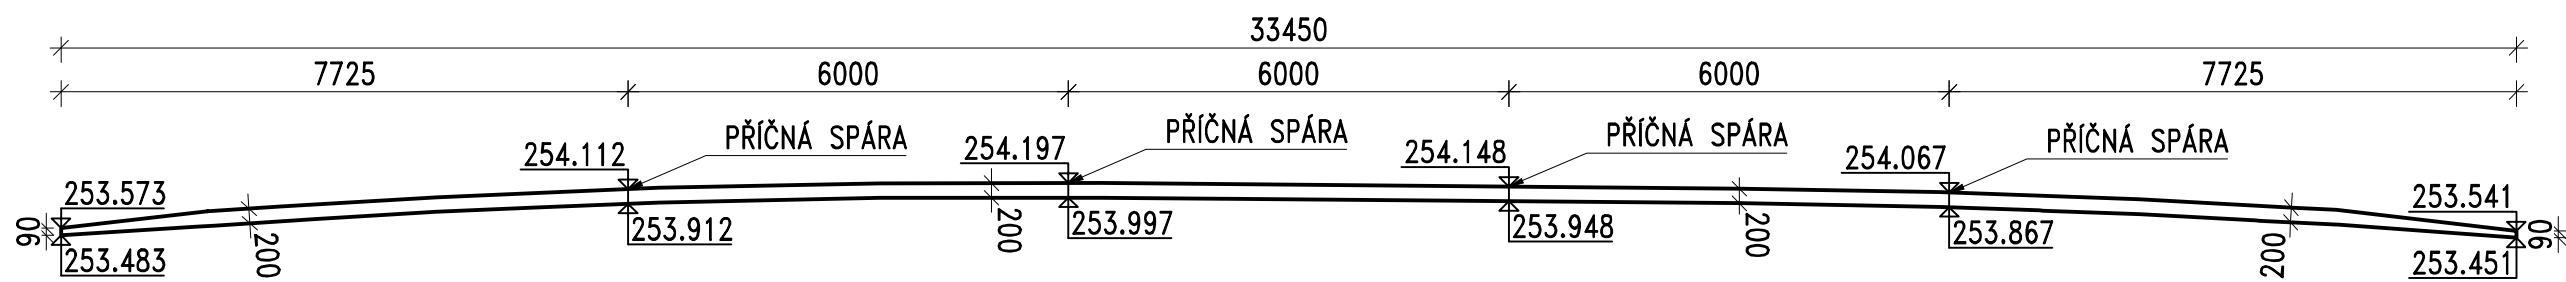 33450
7725 6000 6000 6000 7725
PŘÍČNÁ SPÁRA PŘÍČNÁ SPÁRA PŘÍČNÁ SPÁRA PŘÍČNÁ SPÁRA
254.112 254.197 254.148 254.067
253.573 253.541
90 200 200 200 200 90
253.912 253.997 253.948 253.867
253.483 253.451